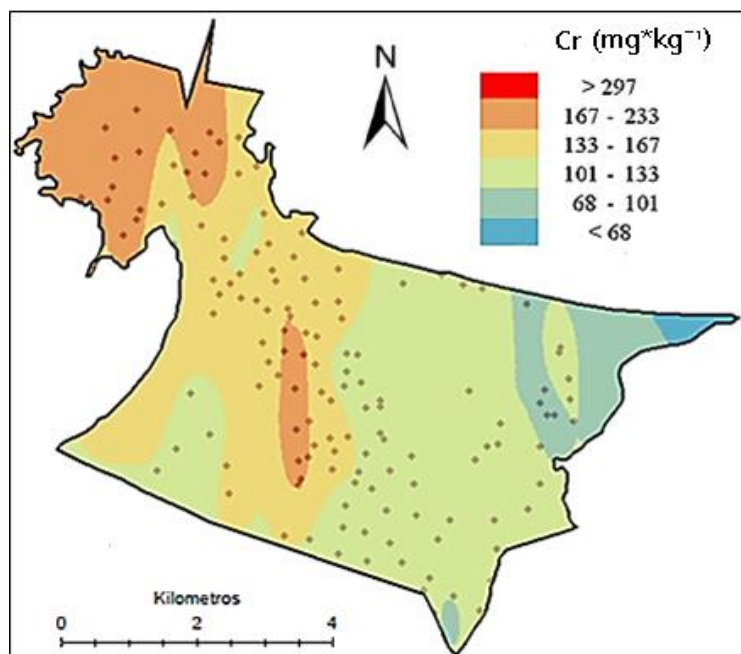 Cr (mg*kg⁻¹)
N
> 297
167 - 233
133 - 167
101 - 133
68 - 101
< 68
Kilometros
0 2 4